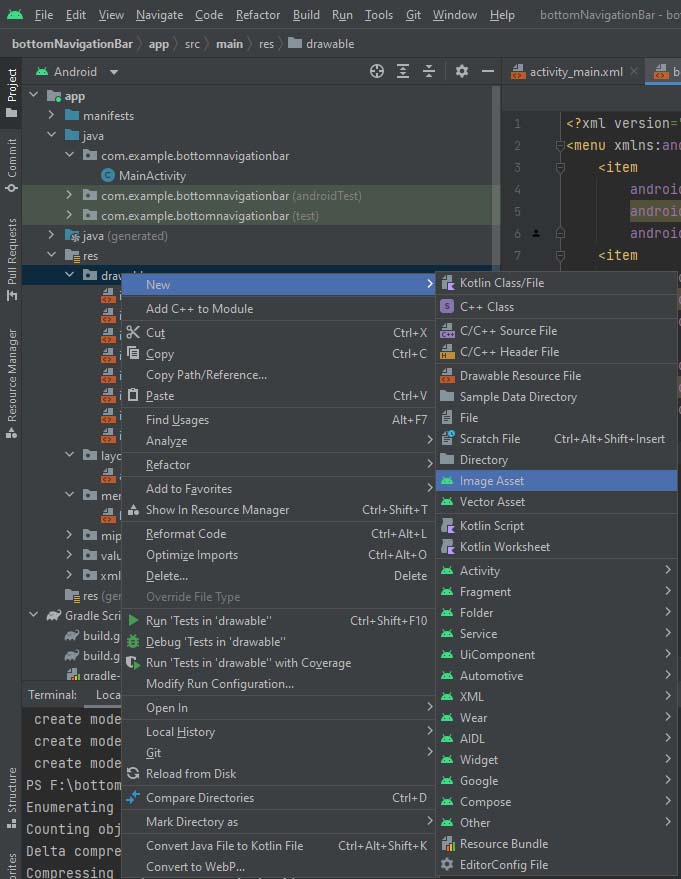 File Edit View Navigate Code Refactor Build Run Tools Git Window Help bottomNavigationBar - bo
bottomNavigationBar app src main res drawable
Project
Commit
Pull Requests
Resource Manager
Structure
Android
app
manifests
java
com.example.bottomnavigationbar
MainActivity
com.example.bottomnavigationbar (androidTest)
com.example.bottomnavigationbar (test)
java (generated)
res
layo
mip
valu
xml
Gradle Scri
build.g
build.g
gradle-
activity_main.xml
b
1 <?xml version="
2 <menu xmlns:and
3 <item
4 android
5 android
6 android
7 <item
New
Add C++ to Module
Cut Ctrl+X
Copy Ctrl+C
Copy Path/Reference...
Paste Ctrl+V
Find Usages Alt+F7
Analyze
Refactor
Add to Favorites
Show In Resource Manager Ctrl+Shift+T
Reformat Code Ctrl+Alt+L
Optimize Imports Ctrl+Alt+O
Delete... Delete
Override File Type
Run 'Tests in 'drawable'' Ctrl+Shift+F10
Debug 'Tests in 'drawable''
Run 'Tests in 'drawable'' with Coverage
Modify Run Configuration...
Open In
Local History
Git
Reload from Disk
Compare Directories Ctrl+D
Mark Directory as
Convert Java File to Kotlin File Ctrl+Alt+Shift+K
Convert to WebP...
Kotlin Class/File
C++ Class
C/C++ Source File
C/C++ Header File
Drawable Resource File
Sample Data Directory
File
Scratch File Ctrl+Alt+Shift+Insert
Directory
Image Asset
Vector Asset
Kotlin Script
Kotlin Worksheet
Activity
Fragment
Folder
Service
UiComponent
Automotive
XML
Wear
AIDL
Widget
Google
Compose
Other
Resource Bundle
EditorConfig File
Terminal: Loca
create mode
create mode
create mode
PS F:\bottom
Enumerating
Counting obj
Delta compre
Compressing